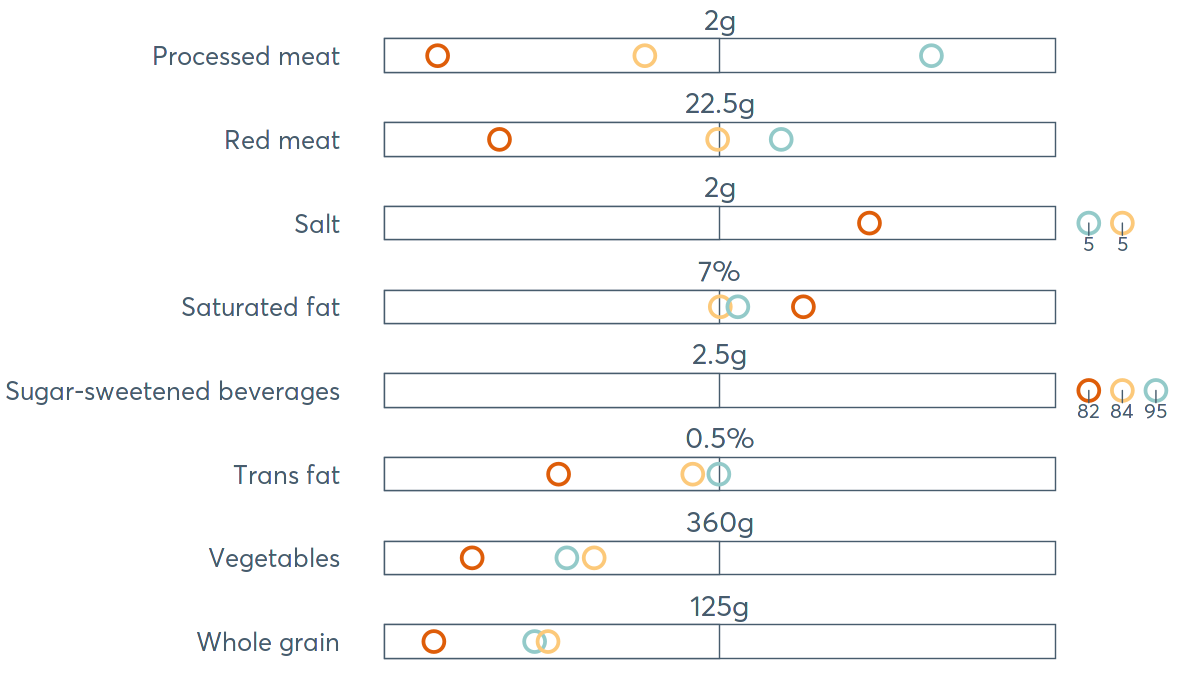 2g
Processed meat
22.5g
Red meat
2g
Salt
5 5
7%
Saturated fat
2.5g
Sugar-sweetened beverages
82 84 95
0.5%
Trans fat
360g
Vegetables
125g
Whole grain